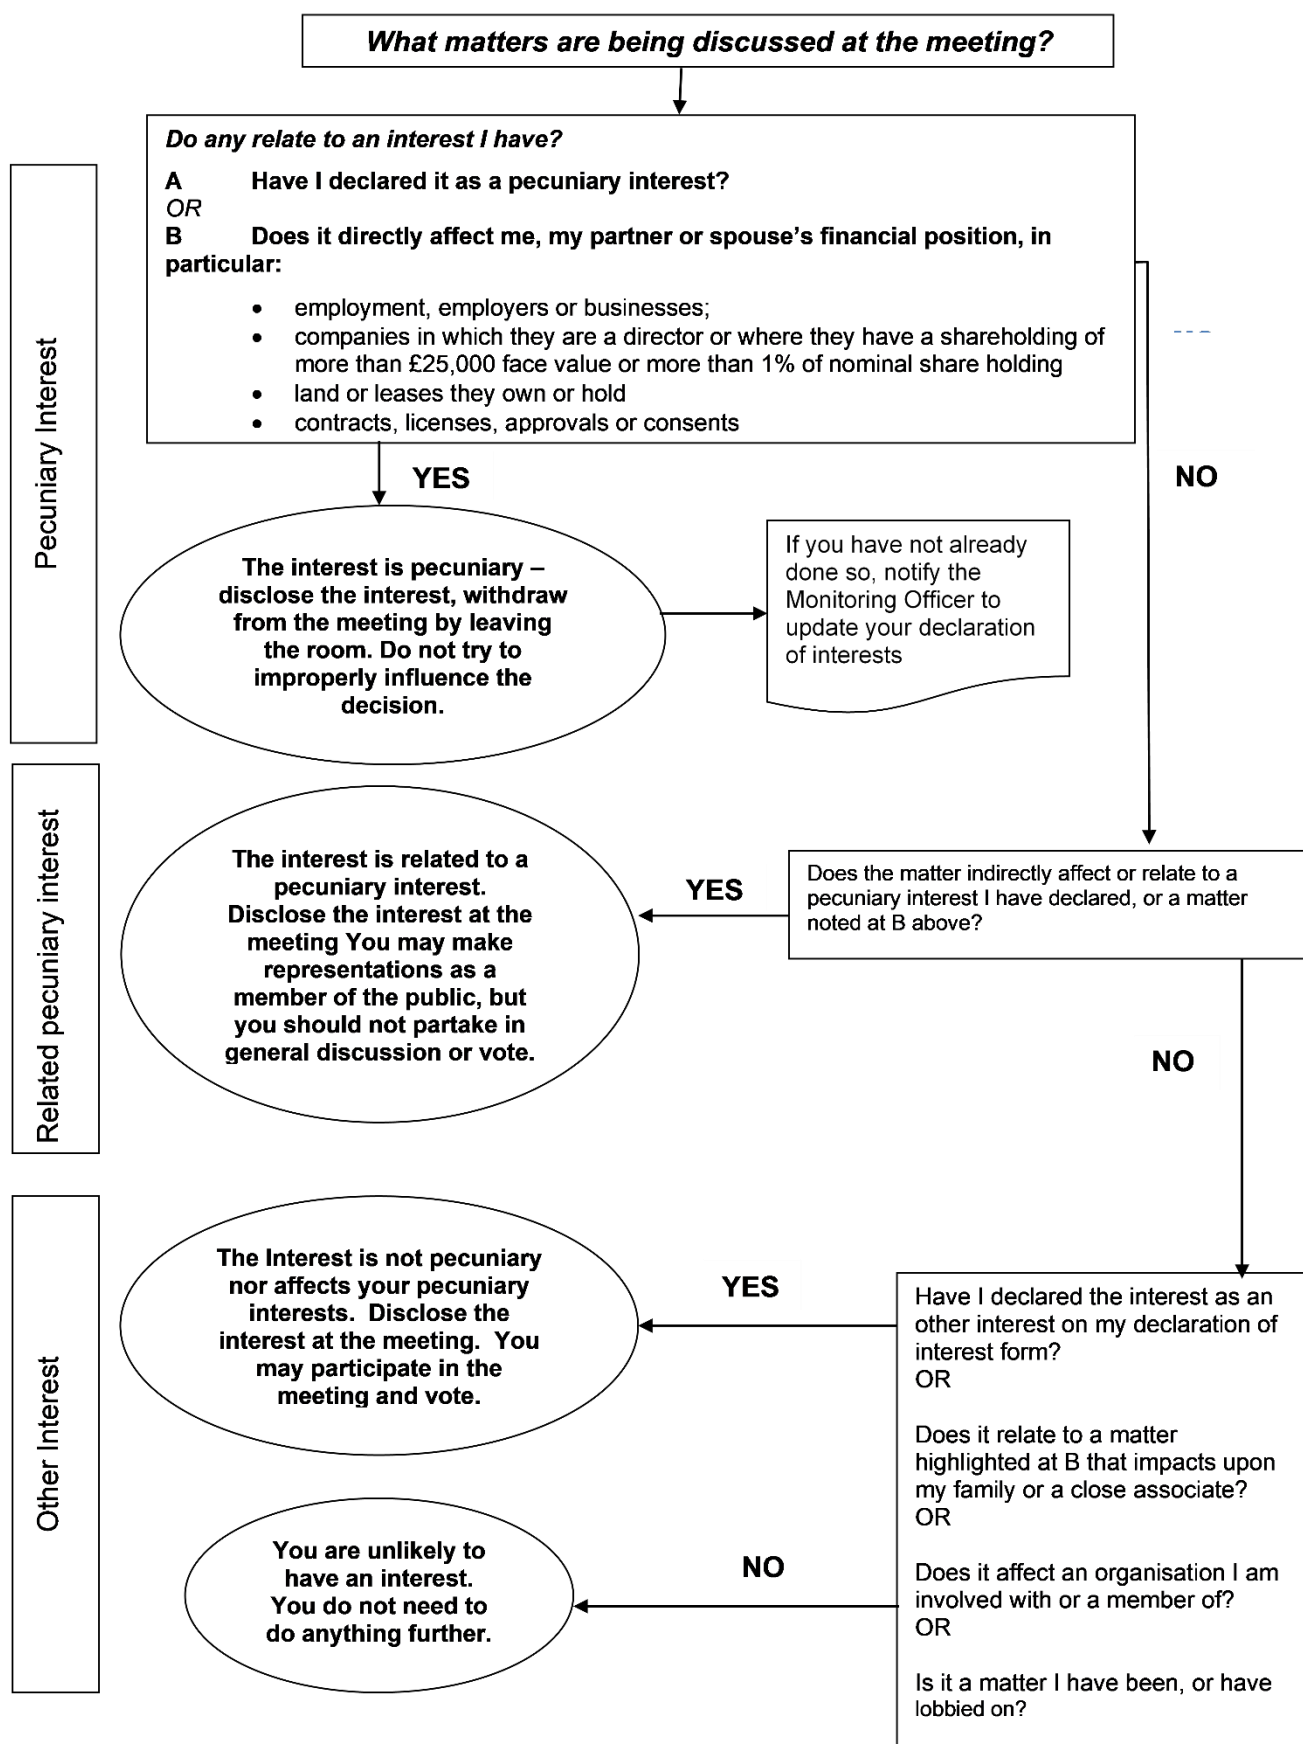 What matters are being discussed at the meeting?
Do any relate to an interest I have?
A Have I declared it as a pecuniary interest?
OR
B Does it directly affect me, my partner or spouse's financial position, in
particular:
• employment, employers or businesses;
• companies in which they are a director or where they have a shareholding of
more than £25,000 face value or more than 1% of nominal share holding
• land or leases they own or hold
• contracts, licenses, approvals or consents
Pecuniary Interest
YES
NO
The interest is pecuniary –
disclose the interest, withdraw
from the meeting by leaving
the room. Do not try to
improperly influence the
decision.
If you have not already
done so, notify the
Monitoring Officer to
update your declaration
of interests
Related pecuniary interest
The interest is related to a
pecuniary interest.
Disclose the interest at the
meeting You may make
representations as a
member of the public, but
you should not partake in
general discussion or vote.
YES
Does the matter indirectly affect or relate to a
pecuniary interest I have declared, or a matter
noted at B above?
NO
Other Interest
The Interest is not pecuniary
nor affects your pecuniary
interests. Disclose the
interest at the meeting. You
may participate in the
meeting and vote.
YES
Have I declared the interest as an
other interest on my declaration of
interest form?
OR
Does it relate to a matter
highlighted at B that impacts upon
my family or a close associate?
OR
Does it affect an organisation I am
involved with or a member of?
OR
Is it a matter I have been, or have
lobbied on?
NO
You are unlikely to
have an interest.
You do not need to
do anything further.